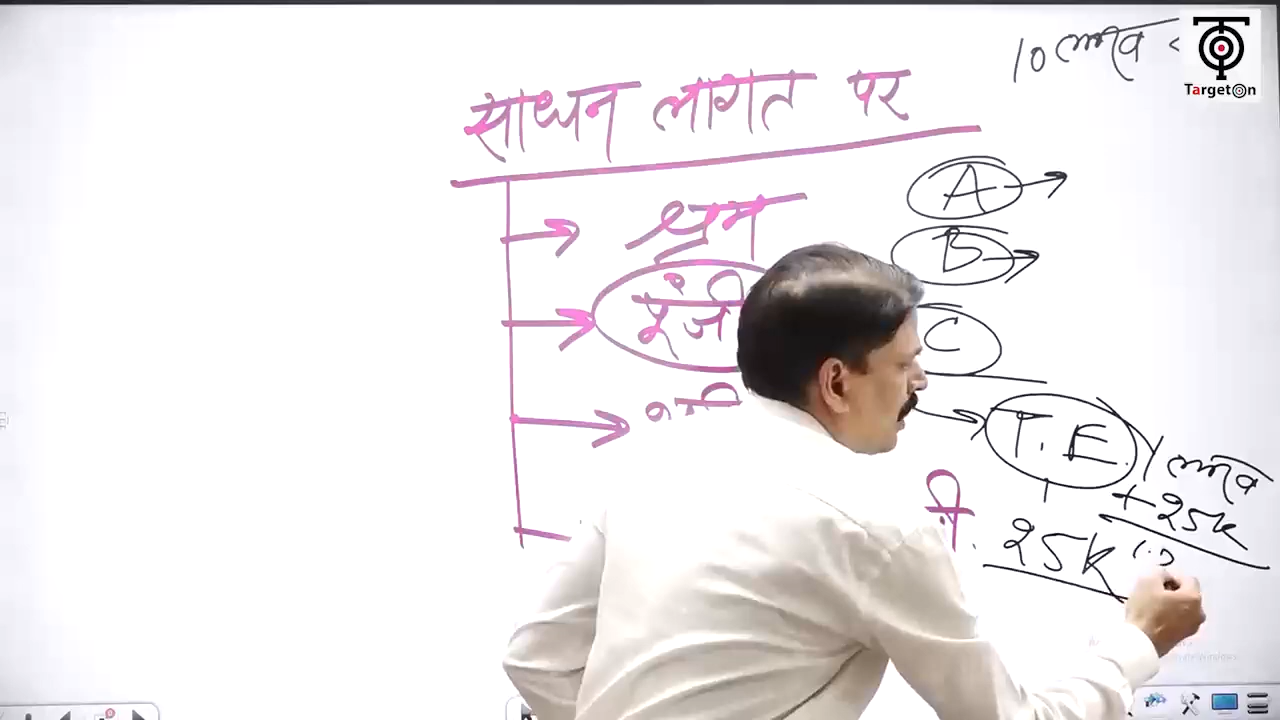 10 लाख <
TargetOn
साधन लागत पर
श्रम
A
B
पूंजी
C
T.E.
1 लाख
+25k
25k